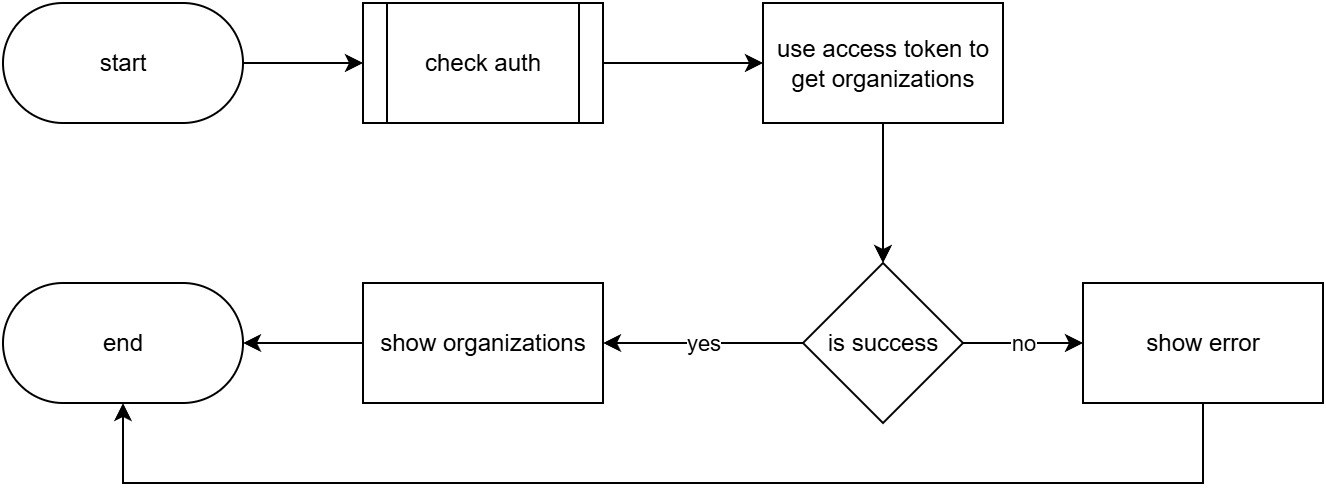 start
check auth
use access token to
get organizations
end
show organizations
yes
is success
no
show error